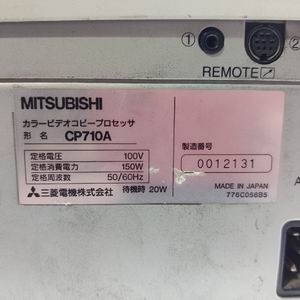 ① ②
REMOTE
MITSUBISHI
カラービデオコピープロセッサ
形名 CP710A
定格電圧 100V
定格消費電力 150W
定格周波数 50/60Hz
待機時 20W
三菱電機株式会社
製造番号
0012131
MADE IN JAPAN
776C056B5
A